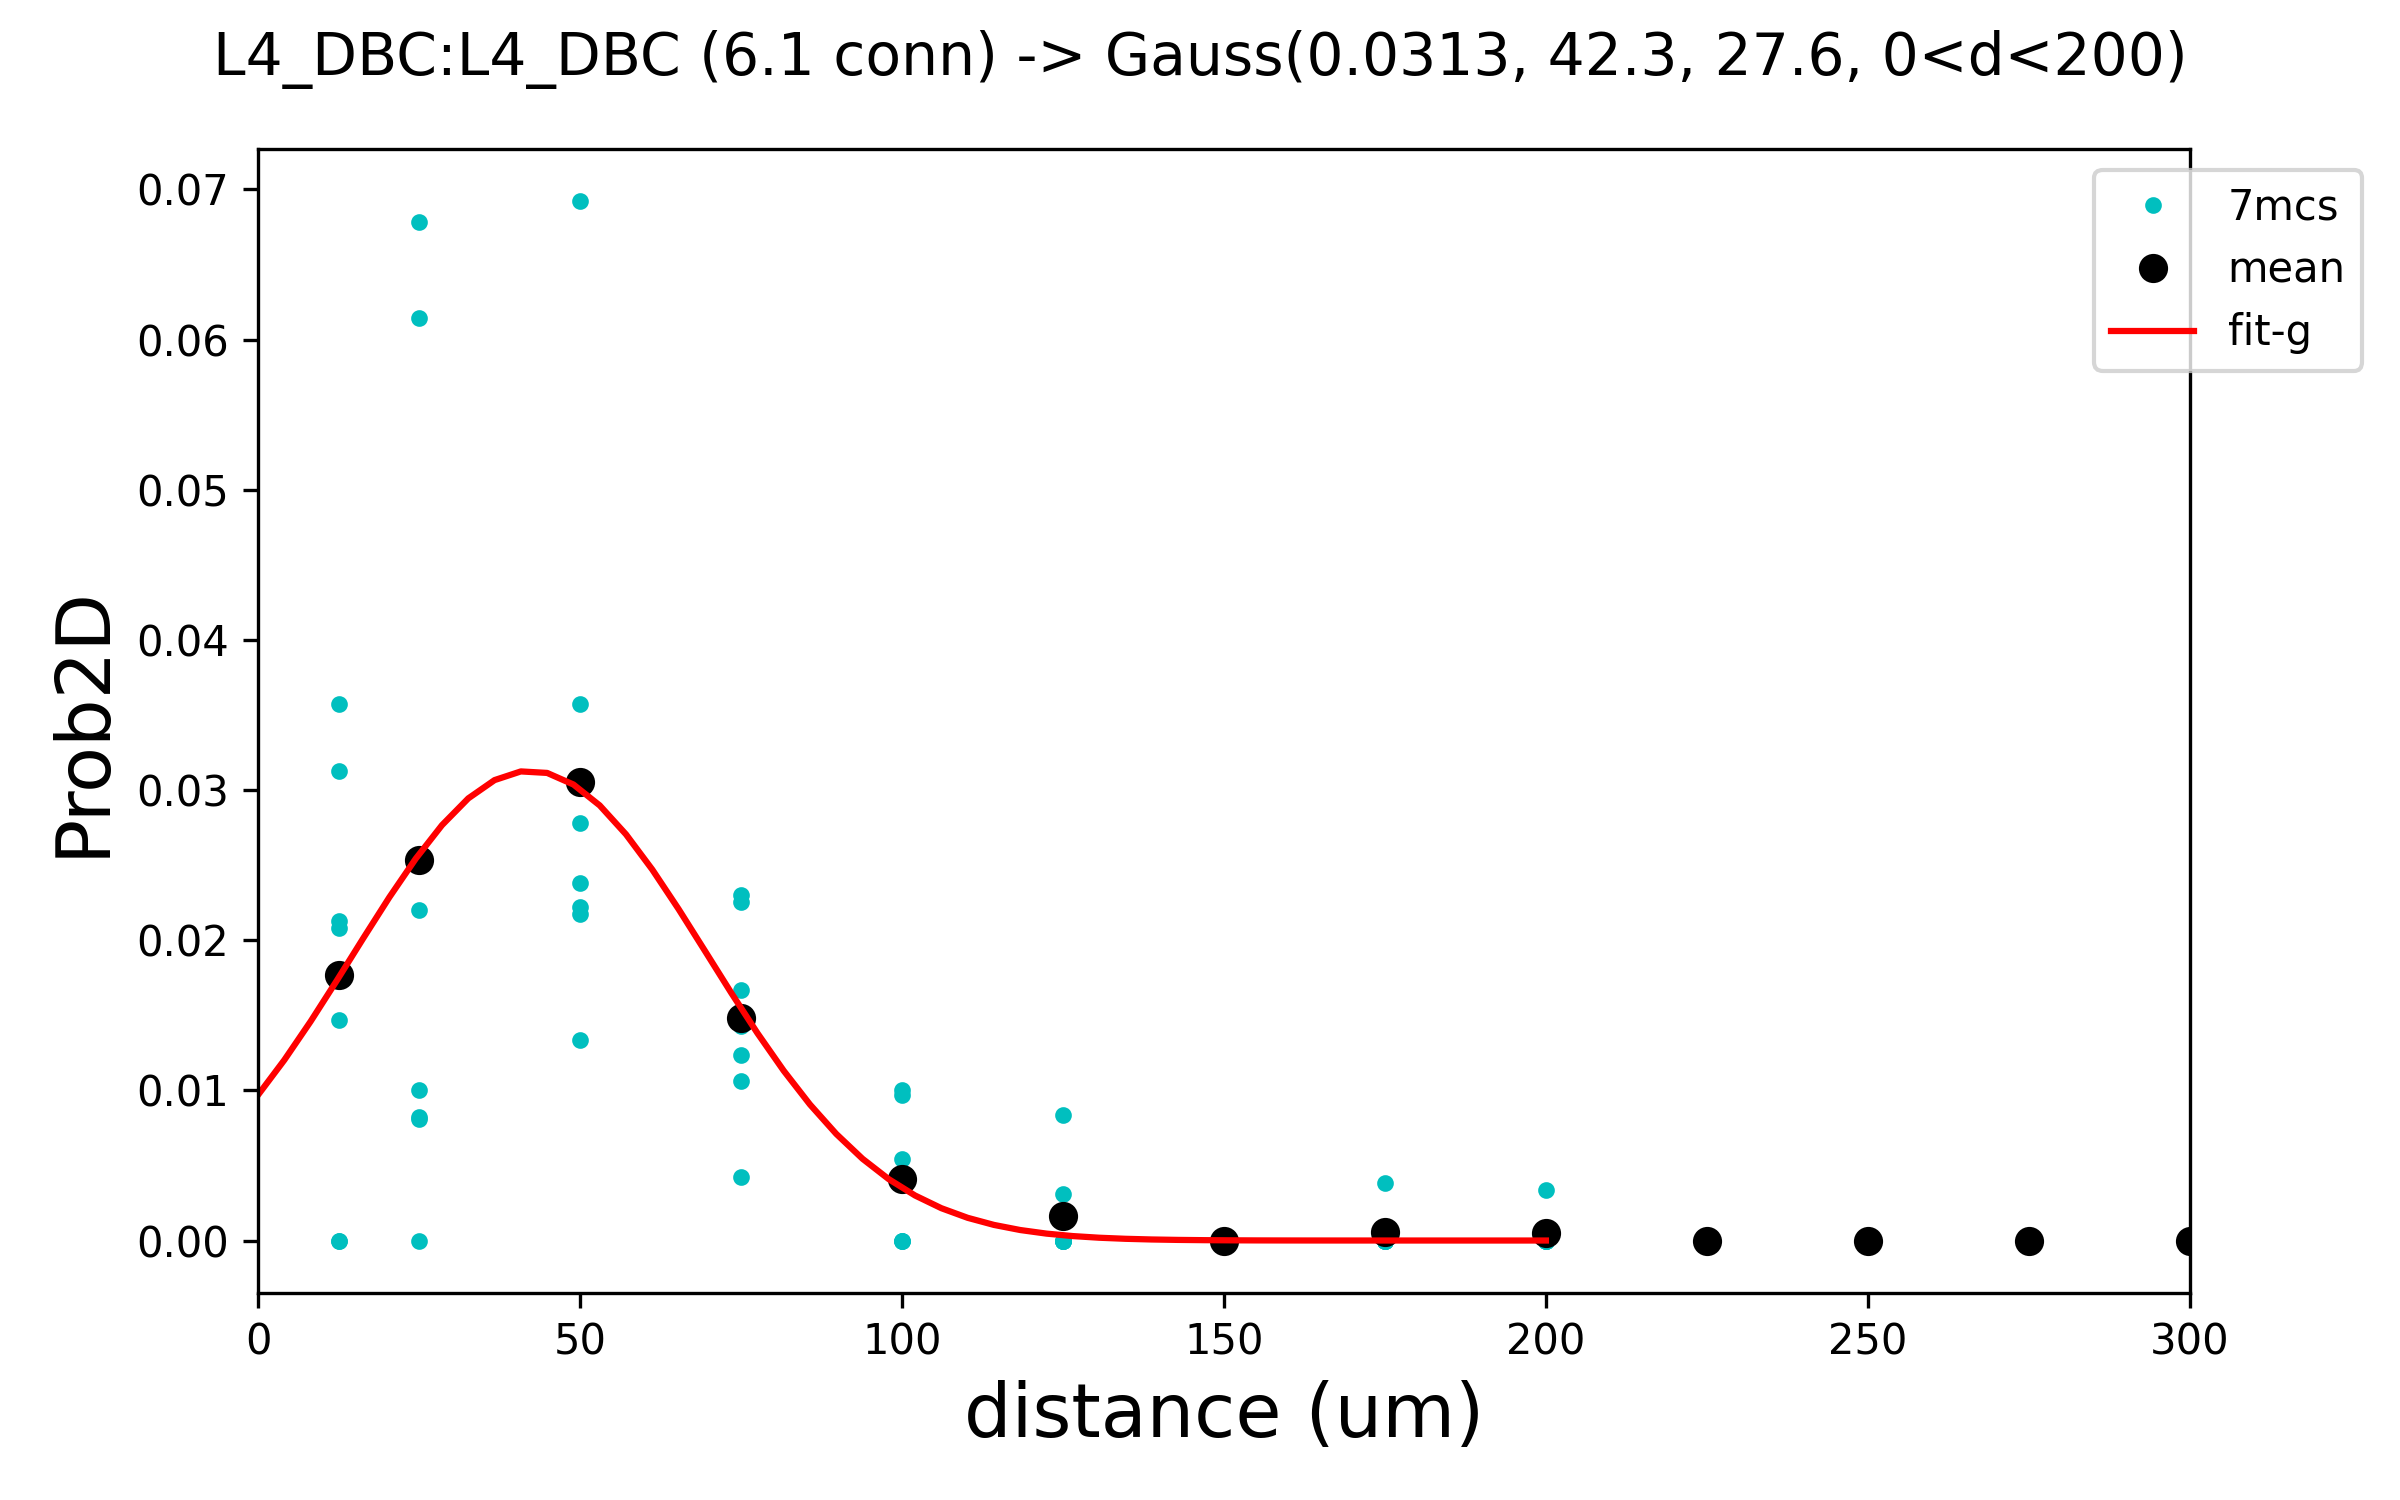 L4_DBC:L4_DBC (6.1 conn) -> Gauss(0.0313, 42.3, 27.6, 0<d<200)
7mcs
mean
fit-g
Prob2D
0.07
0.06
0.05
0.04
0.03
0.02
0.01
0.00
0 50 100 150 200 250 300
distance (um)